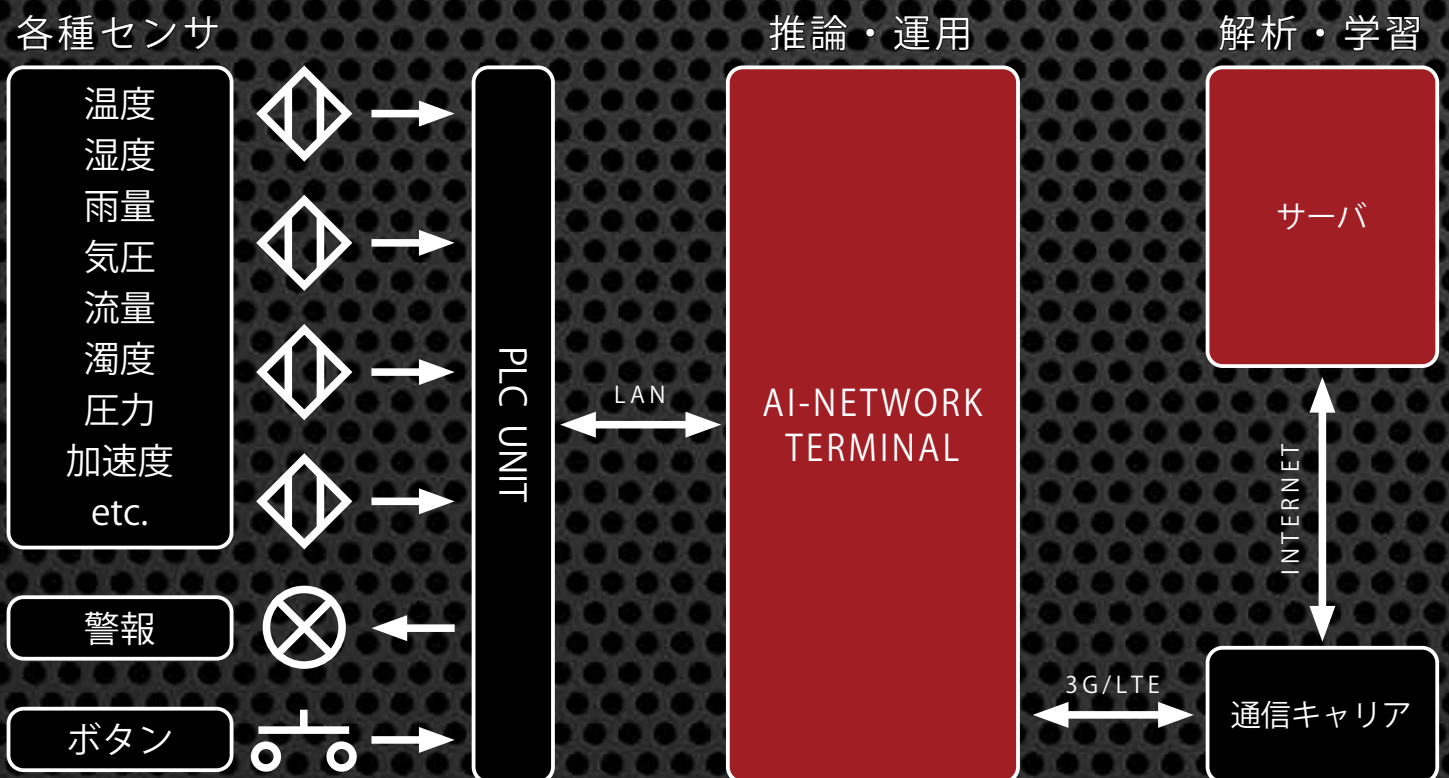 各種センサ
温度
湿度
雨量
気圧
流量
濁度
圧力
加速度
etc.
警報
ボタン
PLC UNIT
LAN
推論・運用
AI-NETWORK
TERMINAL
3G/LTE
解析・学習
サーバ
INTERNET
通信キャリア